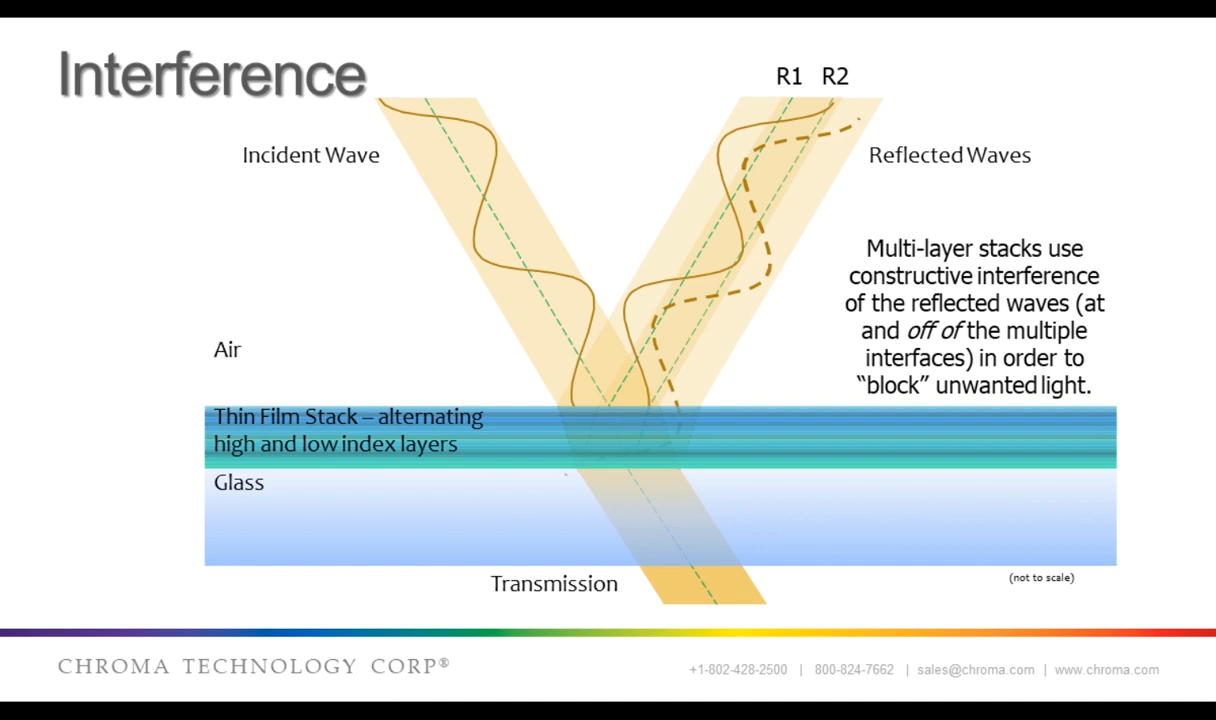 Interference
R1 R2
Incident Wave
Reflected Waves
Multi-layer stacks use
constructive interference
of the reflected waves (at
and off of the multiple
interfaces) in order to
“block” unwanted light.
Air
Thin Film Stack – alternating
high and low index layers
Glass
Transmission
(not to scale)
CHROMA TECHNOLOGY CORP®
+1-802-428-2500 | 800-824-7662 | sales@chroma.com | www.chroma.com